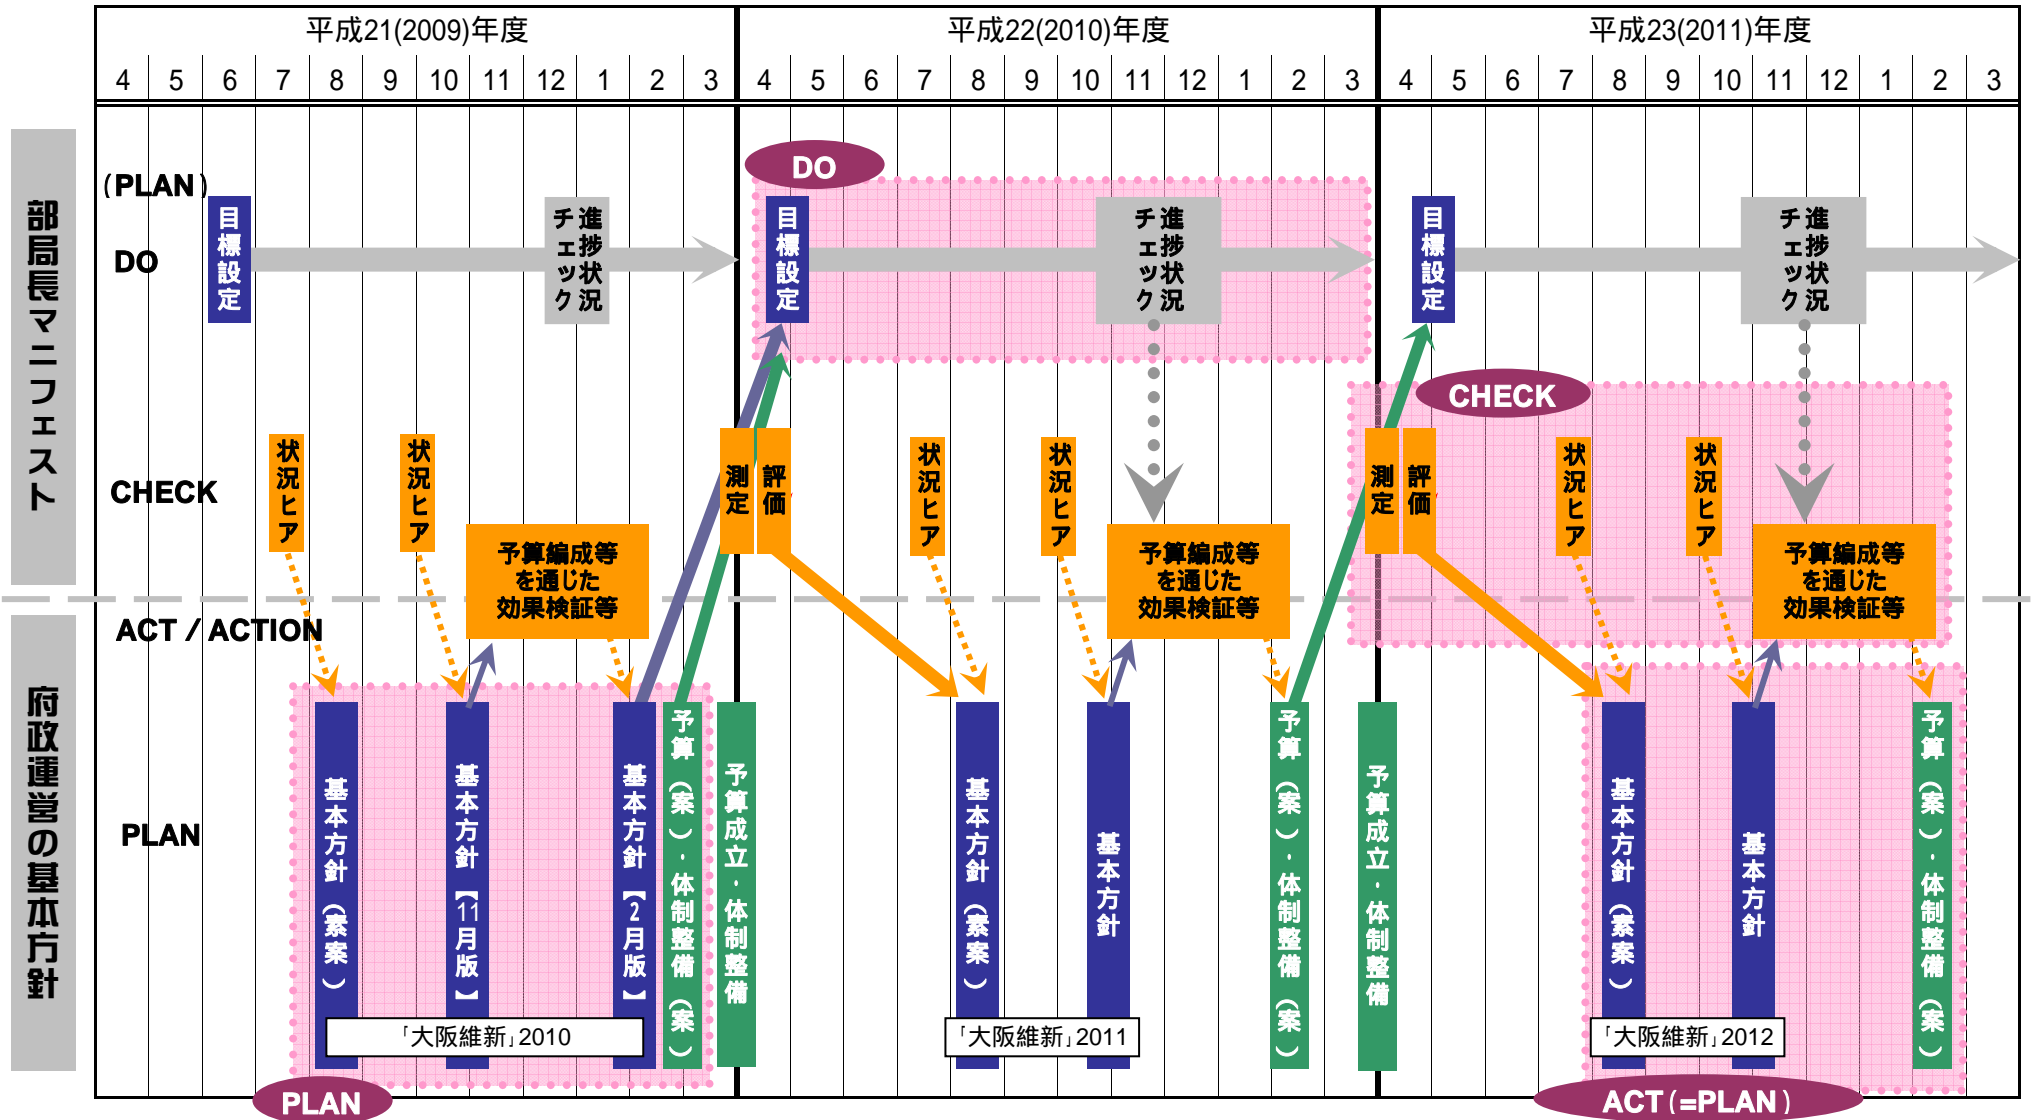 平成21(2009)年度
平成22(2010)年度
平成23(2011)年度
4 5 6 7 8 9 10 11 12 1 2 3 4 5 6 7 8 9 10 11 12 1 2 3 4 5 6 7 8 9 10 11 12 1 2 3
部局長マニフェスト
(PLAN)
DO
CHECK
目標設定
進捗状況
チェック
DO
目標設定
進捗状況
チェック
目標設定
進捗状況
チェック
CHECK
状況ヒア
状況ヒア
予算編成等
を通じた
効果検証等
測定
評価
状況ヒア
状況ヒア
予算編成等
を通じた
効果検証等
測定
評価
状況ヒア
状況ヒア
予算編成等
を通じた
効果検証等
府政運営の基本方針
ACT / ACTION
PLAN
基本方針(素案)
基本方針【11月版】
基本方針【2月版】
予算(案)・体制整備(案)
予算成立・体制整備
「大阪維新」2010
PLAN
基本方針(素案)
基本方針
予算(案)・体制整備(案)
予算成立・体制整備
「大阪維新」2011
基本方針(素案)
基本方針
予算(案)・体制整備(案)
「大阪維新」2012
ACT(=PLAN)